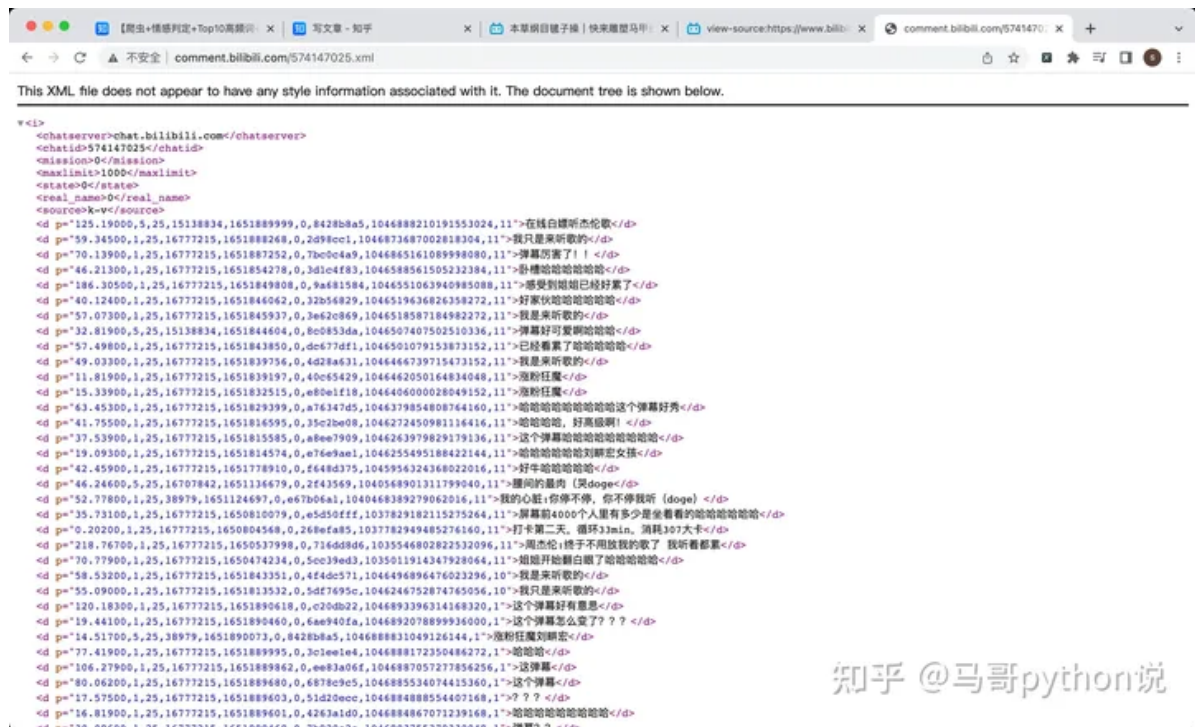 【爬虫+情感判定+Top10高频词
写文章 - 知乎
本草纲目毽子操｜快来雕塑马甲
view-source:https://www.bilib
comment.bilibili.com/5741470
不安全 | comment.bilibili.com/574147025.xml
This XML file does not appear to have any style information associated with it. The document tree is shown below.
▼<i>
<chatserver>chat.bilibili.com</chatserver>
<chatid>574147025</chatid>
<mission>0</mission>
<maxlimit>1000</maxlimit>
<state>0</state>
<real_name>0</real_name>
<source>k-v</source>
<d p="125.19000,5,25,15138834,1651889999,0,8428b8a5,1046888210191553024,11">在线白嫖听杰伦歌</d>
<d p="59.34500,1,25,16777215,1651888268,0,2d98cc1,1046873687002818304,11">我只是来听歌的</d>
<d p="70.13900,1,25,16777215,1651887252,0,7bc0c4a9,1046865161089998080,11">弹幕厉害了！！</d>
<d p="46.21300,1,25,16777215,1651854278,0,3d1c4f83,1046588561505232384,11">卧槽哈哈哈哈哈哈</d>
<d p="186.30500,1,25,16777215,1651849808,0,9a681584,1046551063940985088,11">感受到姐姐已经好累了</d>
<d p="40.12400,1,25,16777215,1651846062,0,32b56829,1046519636826358272,11">好家伙哈哈哈哈哈哈</d>
<d p="57.07300,1,25,16777215,1651845937,0,3e62c869,1046518587184982272,11">我是来听歌的</d>
<d p="32.81900,5,25,15138834,1651844604,0,8c0853da,1046507407502510336,11">弹幕好可爱啊哈哈哈</d>
<d p="57.49800,1,25,16777215,1651843850,0,dc677df1,1046501079153873152,11">已经看累了哈哈哈哈哈</d>
<d p="49.03300,1,25,16777215,1651839756,0,4d28a631,1046466739715473152,11">我是来听歌的</d>
<d p="11.81900,1,25,16777215,1651839197,0,40c65429,1046462050164834048,11">涨粉狂魔</d>
<d p="15.33900,1,25,16777215,1651832515,0,e80e1f18,1046406000028049152,11">涨粉狂魔</d>
<d p="63.45300,1,25,16777215,1651829399,0,a76347d5,1046379854808764160,11">哈哈哈哈哈哈哈哈这个弹幕好秀</d>
<d p="41.75500,1,25,16777215,1651816595,0,35c2be08,1046272450981116416,11">哈哈哈哈，好高级啊！</d>
<d p="37.53900,1,25,16777215,1651815585,0,a8ee7909,1046263979829179136,11">这个弹幕哈哈哈哈哈哈哈哈哈</d>
<d p="19.09300,1,25,16777215,1651814574,0,e76e9ae1,1046255495188422144,11">哈哈哈哈哈哈刘畊宏女孩</d>
<d p="42.45900,1,25,16777215,1651778910,0,f648d375,1045956324368022016,11">好牛哈哈哈哈哈</d>
<d p="46.24600,5,25,16707842,1651136679,0,2f43569,1040568901311799040,11">腰间的最肉（哭doge</d>
<d p="52.77800,1,25,38979,1651124697,0,e67b06a1,1040468389279062016,11">我的心脏:你停不停，你不停我听（doge）</d>
<d p="35.73100,1,25,16777215,1650810079,0,e5d50fff,1037829182115275264,11">屏幕前4000个人里有多少是坐着看的哈哈哈哈哈哈</d>
<d p="0.20200,1,25,16777215,1650804568,0,268efa85,1037782949485276160,11">打卡第二天。循环33min，消耗307大卡</d>
<d p="218.76700,1,25,16777215,1650537998,0,716dd8d6,1035546802822532096,11">周杰伦:终于不用放我的歌了 我听着都累</d>
<d p="70.77900,1,25,16777215,1650474234,0,5cc39ed3,1035011914347928064,11">姐姐开始翻白眼了哈哈哈哈哈</d>
<d p="58.53200,1,25,16777215,1651843351,0,4f4dc571,1046496896476023296,10">我是来听歌的</d>
<d p="55.09000,1,25,16777215,1651813532,0,5df7695c,1046246752874765056,10">我只是来听歌的</d>
<d p="120.18300,1,25,16777215,1651890618,0,c20db22,1046893396314168320,1">这个弹幕好有意思</d>
<d p="19.44100,1,25,16777215,1651890460,0,6ae940fa,1046892078899936000,1">这个弹幕怎么变了？？？</d>
<d p="14.51700,5,25,38979,1651890073,0,8428b8a5,1046888831049126144,1">涨粉狂魔刘畊宏</d>
<d p="77.41900,1,25,16777215,1651889995,0,3c1ee1e4,1046888172350486272,1">哈哈哈</d>
<d p="106.27900,1,25,16777215,1651889862,0,ee83a06f,1046887057277856256,1">这弹幕</d>
<d p="80.06200,1,25,16777215,1651889680,0,6878c9c5,1046885534074415360,1">这个弹幕</d>
<d p="17.57500,1,25,16777215,1651889603,0,51d20ecc,1046884888554407168,1">？？？</d>
<d p="16.81900,1,25,16777215,1651889601,0,4263a1d0,1046884867071239168,1">哈哈哈哈哈哈哈哈哈</d>
知乎 @马哥python说